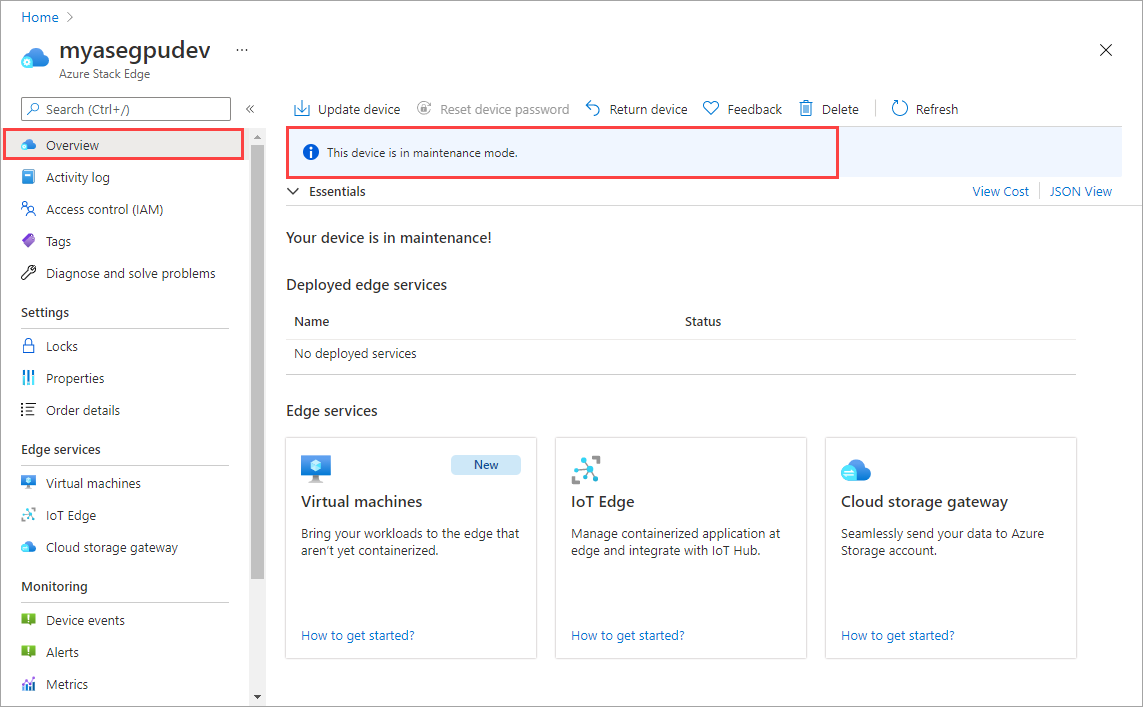 Home
myasegpudev
...
Azure Stack Edge
Search (Ctrl+/)
Overview
Activity log
Access control (IAM)
Tags
Diagnose and solve problems
Settings
Locks
Properties
Order details
Edge services
Virtual machines
IoT Edge
Cloud storage gateway
Monitoring
Device events
Alerts
Metrics
Update device
Reset device password
Return device
Feedback
Delete
Refresh
This device is in maintenance mode.
Essentials
View Cost
JSON View
Your device is in maintenance!
Deployed edge services
Name
Status
No deployed services
Edge services
New
Virtual machines
Bring your workloads to the edge that
aren't yet containerized.
How to get started?
IoT Edge
Manage containerized application at
edge and integrate with IoT Hub.
How to get started?
Cloud storage gateway
Seamlessly send your data to Azure
Storage account.
How to get started?